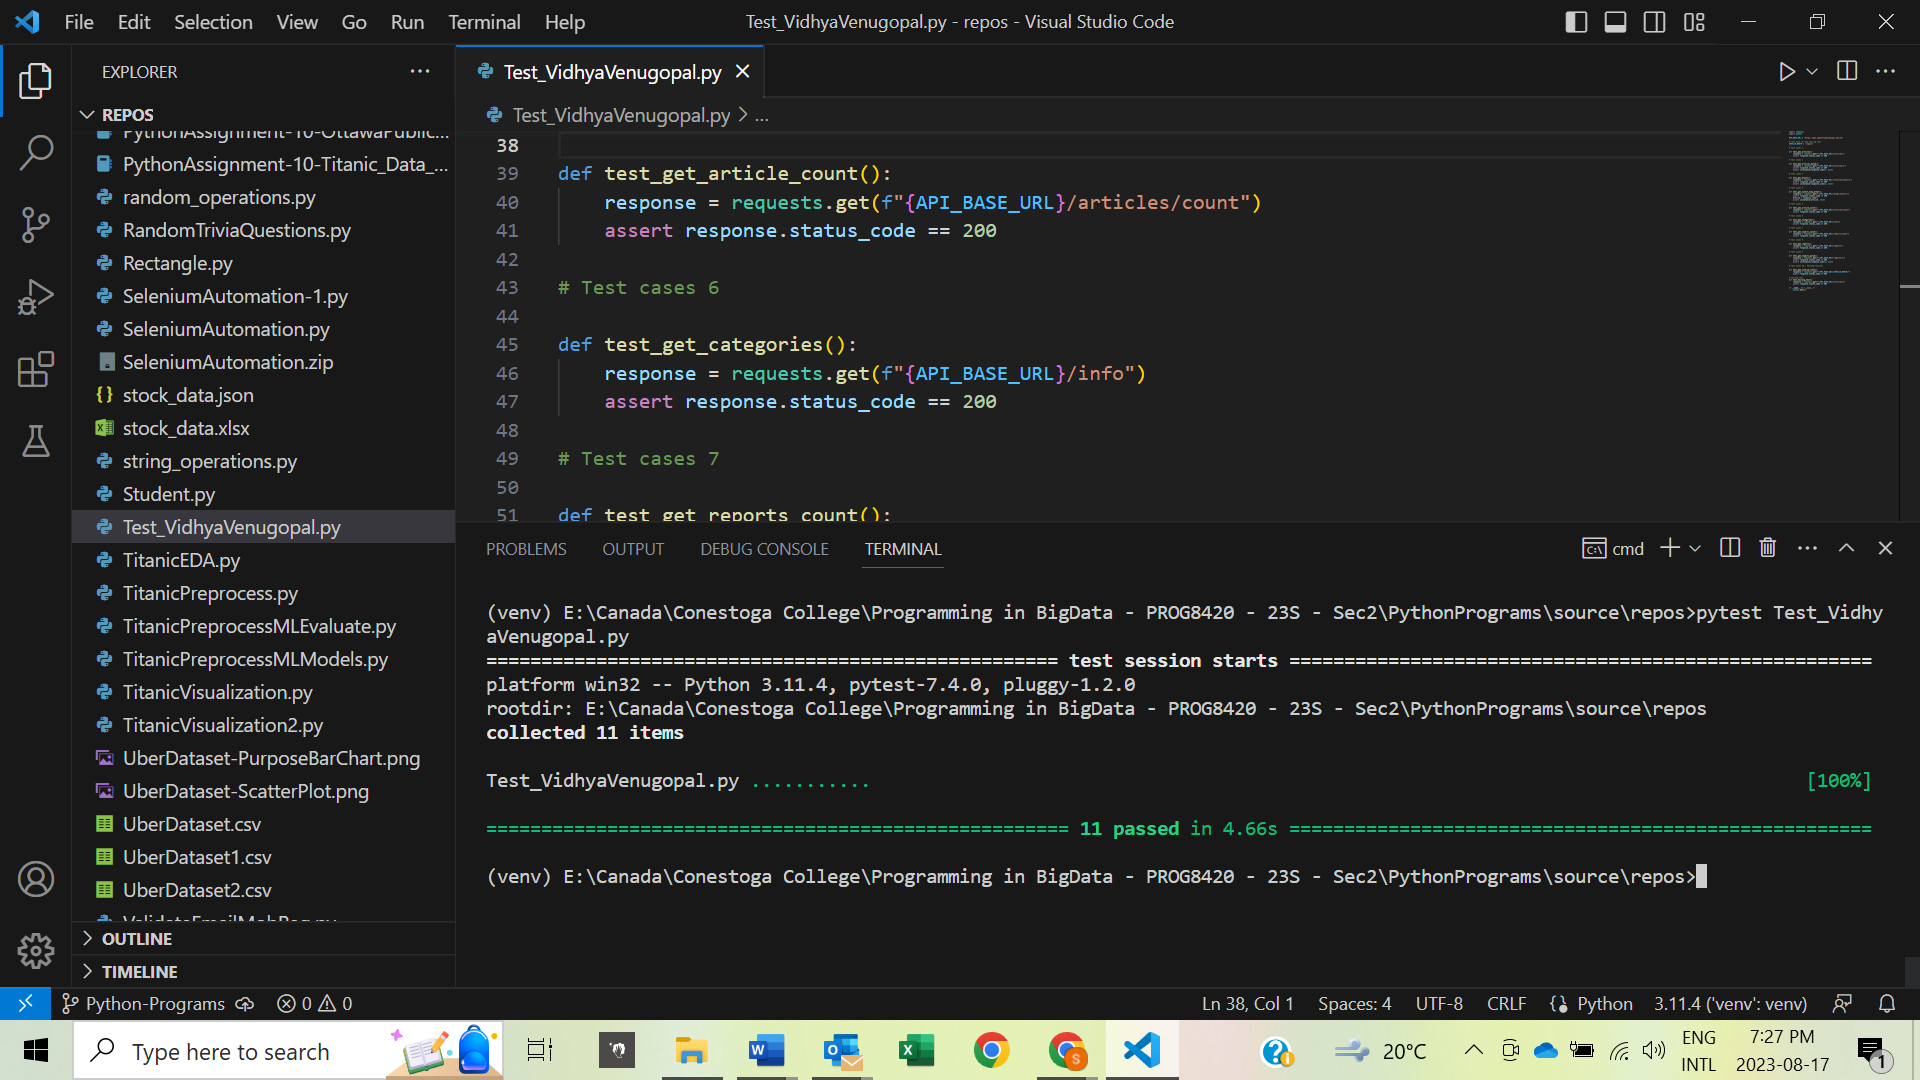 File Edit Selection View Go Run Terminal Help
Test_VidhyaVenugopal.py - repos - Visual Studio Code
EXPLORER
REPOS
PythonAssignment-10-OttawaPublic...
PythonAssignment-10-Titanic_Data_...
random_operations.py
RandomTriviaQuestions.py
Rectangle.py
SeleniumAutomation-1.py
SeleniumAutomation.py
SeleniumAutomation.zip
stock_data.json
stock_data.xlsx
string_operations.py
Student.py
Test_VidhyaVenugopal.py
TitanicEDA.py
TitanicPreprocess.py
TitanicPreprocessMLEvaluate.py
TitanicPreprocessMLModels.py
TitanicVisualization.py
TitanicVisualization2.py
UberDataset-PurposeBarChart.png
UberDataset-ScatterPlot.png
UberDataset.csv
UberDataset1.csv
UberDataset2.csv
OUTLINE
TIMELINE
Test_VidhyaVenugopal.py
Test_VidhyaVenugopal.py > ...
38
39 def test_get_article_count():
40 response = requests.get(f"{API_BASE_URL}/articles/count")
41 assert response.status_code == 200
42
43 # Test cases 6
44
45 def test_get_categories():
46 response = requests.get(f"{API_BASE_URL}/info")
47 assert response.status_code == 200
48
49 # Test cases 7
50
51 def test_get_reports_count():
PROBLEMS OUTPUT DEBUG CONSOLE TERMINAL
cmd
(venv) E:\Canada\Conestoga College\Programming in BigData - PROG8420 - 23S - Sec2\PythonPrograms\source\repos>pytest Test_Vidhy
aVenugopal.py
==================================================== test session starts =====================================================
platform win32 -- Python 3.11.4, pytest-7.4.0, pluggy-1.2.0
rootdir: E:\Canada\Conestoga College\Programming in BigData - PROG8420 - 23S - Sec2\PythonPrograms\source\repos
collected 11 items
Test_VidhyaVenugopal.py ........... [100%]
===================================================== 11 passed in 4.66s =====================================================
(venv) E:\Canada\Conestoga College\Programming in BigData - PROG8420 - 23S - Sec2\PythonPrograms\source\repos>
Python-Programs 0 0
Ln 38, Col 1 Spaces: 4 UTF-8 CRLF Python 3.11.4 ('venv': venv)
Type here to search
20°C
ENG
INTL
7:27 PM
2023-08-17
1